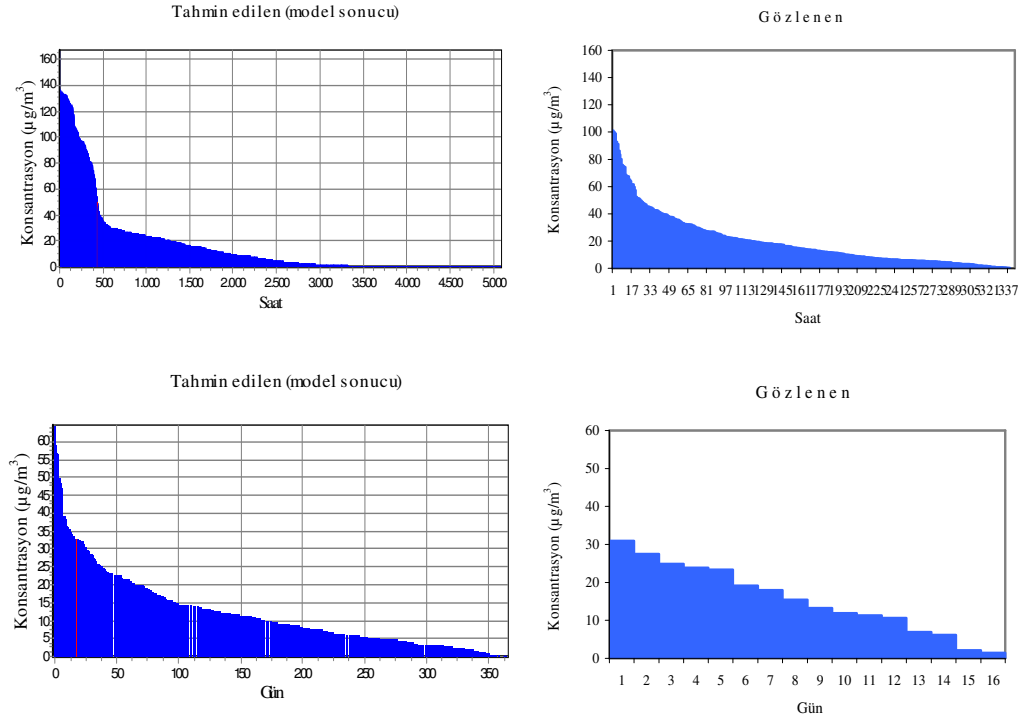 Tahmin edilen (model sonucu)
Konsantrasyon (µg/m³)
160
140
120
100
80
60
40
20
0
0 500 1.000 1.500 2.000 2.500 3.000 3.500 4.000 4.500 5.000
Saat
Gözlenen
Konsantrasyon (µg/m³)
160
140
120
100
80
60
40
20
0
1 17 33 49 65 81 97 113 129 145 161 177 193 209 225 241 257 273 289 305 321 337
Saat
Tahmin edilen (model sonucu)
Konsantrasyon (µg/m³)
60
55
50
45
40
35
30
25
20
15
10
5
0
0 50 100 150 200 250 300 350
Gün
Gözlenen
Konsantrasyon (µg/m³)
60
50
40
30
20
10
0
1 2 3 4 5 6 7 8 9 10 11 12 13 14 15 16
Gün